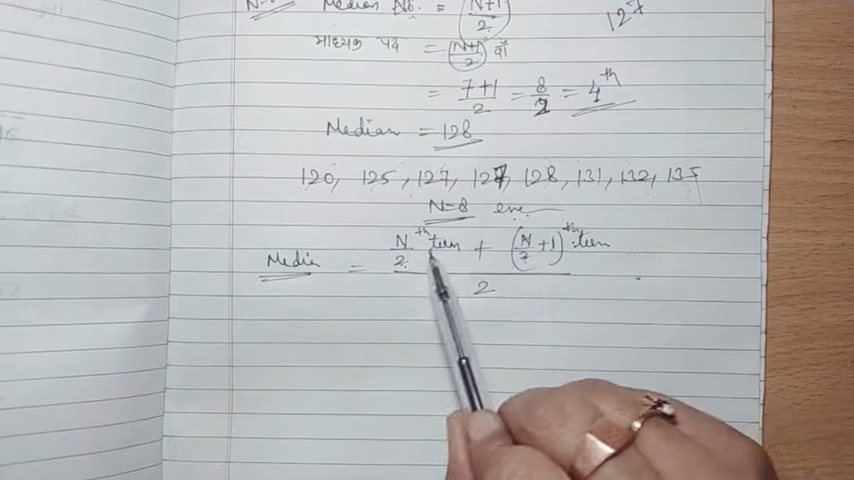 Median No. = (N+1)/2
127
माध्यक पद = (N+1)/2 वाँ
= 7+1/2 = 8/2 = 4th
Median = 128
120, 125, 127, 127, 128, 131, 132, 135
N=8 even
Median = N/2 th term + (N/2 +1)th term
2